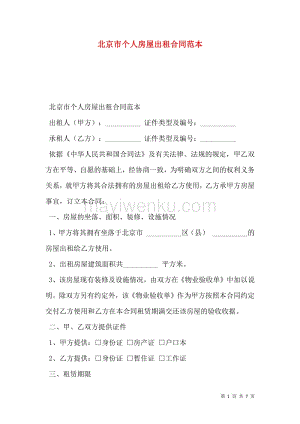 北京市个人房屋出租合同范本
北京市个人房屋出租合同范本
出租人（甲方）：________ 证件类型及编号：________
承租人（乙方）：________ 证件类型及编号：________
依据《中华人民共和国合同法》及有关法律、法规的规定，甲乙双
方在平等、自愿的基础上，经协商一致，为明确双方之间的权利义务
关系，就甲方将其合法拥有的房屋出租给乙方使用，乙方承甲方房屋
事宜，订立本合同：
一、房屋的坐落、面积、装修、设施情况
1、甲方将其拥有坐落于北京市 ________区（县）________的
房屋出租给乙方使用。
2、出租房屋建筑面积共________ 平方米。
3、该房屋现有装修及设施情况，由双方在《物业验收单》中加以说
明。除双方另有约定外，该《物业验收单》作为甲方按照本合同约定
交付乙方使用和乙方在本合同租赁期满交还该房屋的验收收据。
二、甲、乙双方提供证件
1、甲方提供：□身份证 □房产证 □户口本
2、乙方提供：□身份证 □暂住证 □工作证
三、租赁期限
mayiwenku.com
第 1 页 共 7 页